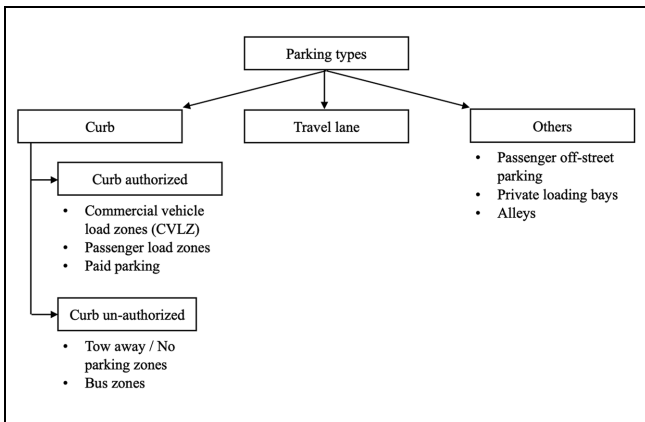 Parking types
Curb
Travel lane
Others
• Passenger off-street
parking
• Private loading bays
• Alleys
Curb authorized
• Commercial vehicle
load zones (CVLZ)
• Passenger load zones
• Paid parking
Curb un-authorized
• Tow away / No
parking zones
• Bus zones